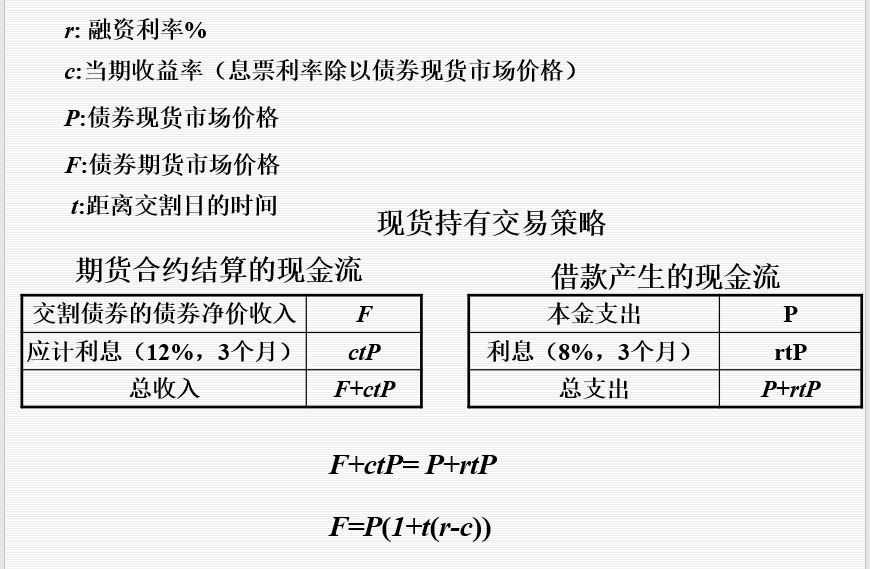 r: 融资利率%
c:当期收益率（息票利率除以债券现货市场价格）
P:债券现货市场价格
F:债券期货市场价格
t:距离交割日的时间
现货持有交易策略
期货合约结算的现金流
交割债券的债券净价收入 F
应计利息（12%，3个月） ctP
总收入 F+ctP
借款产生的现金流
本金支出 P
利息（8%，3个月） rtP
总支出 P+rtP
F+ctP= P+rtP
F=P(1+t(r-c))